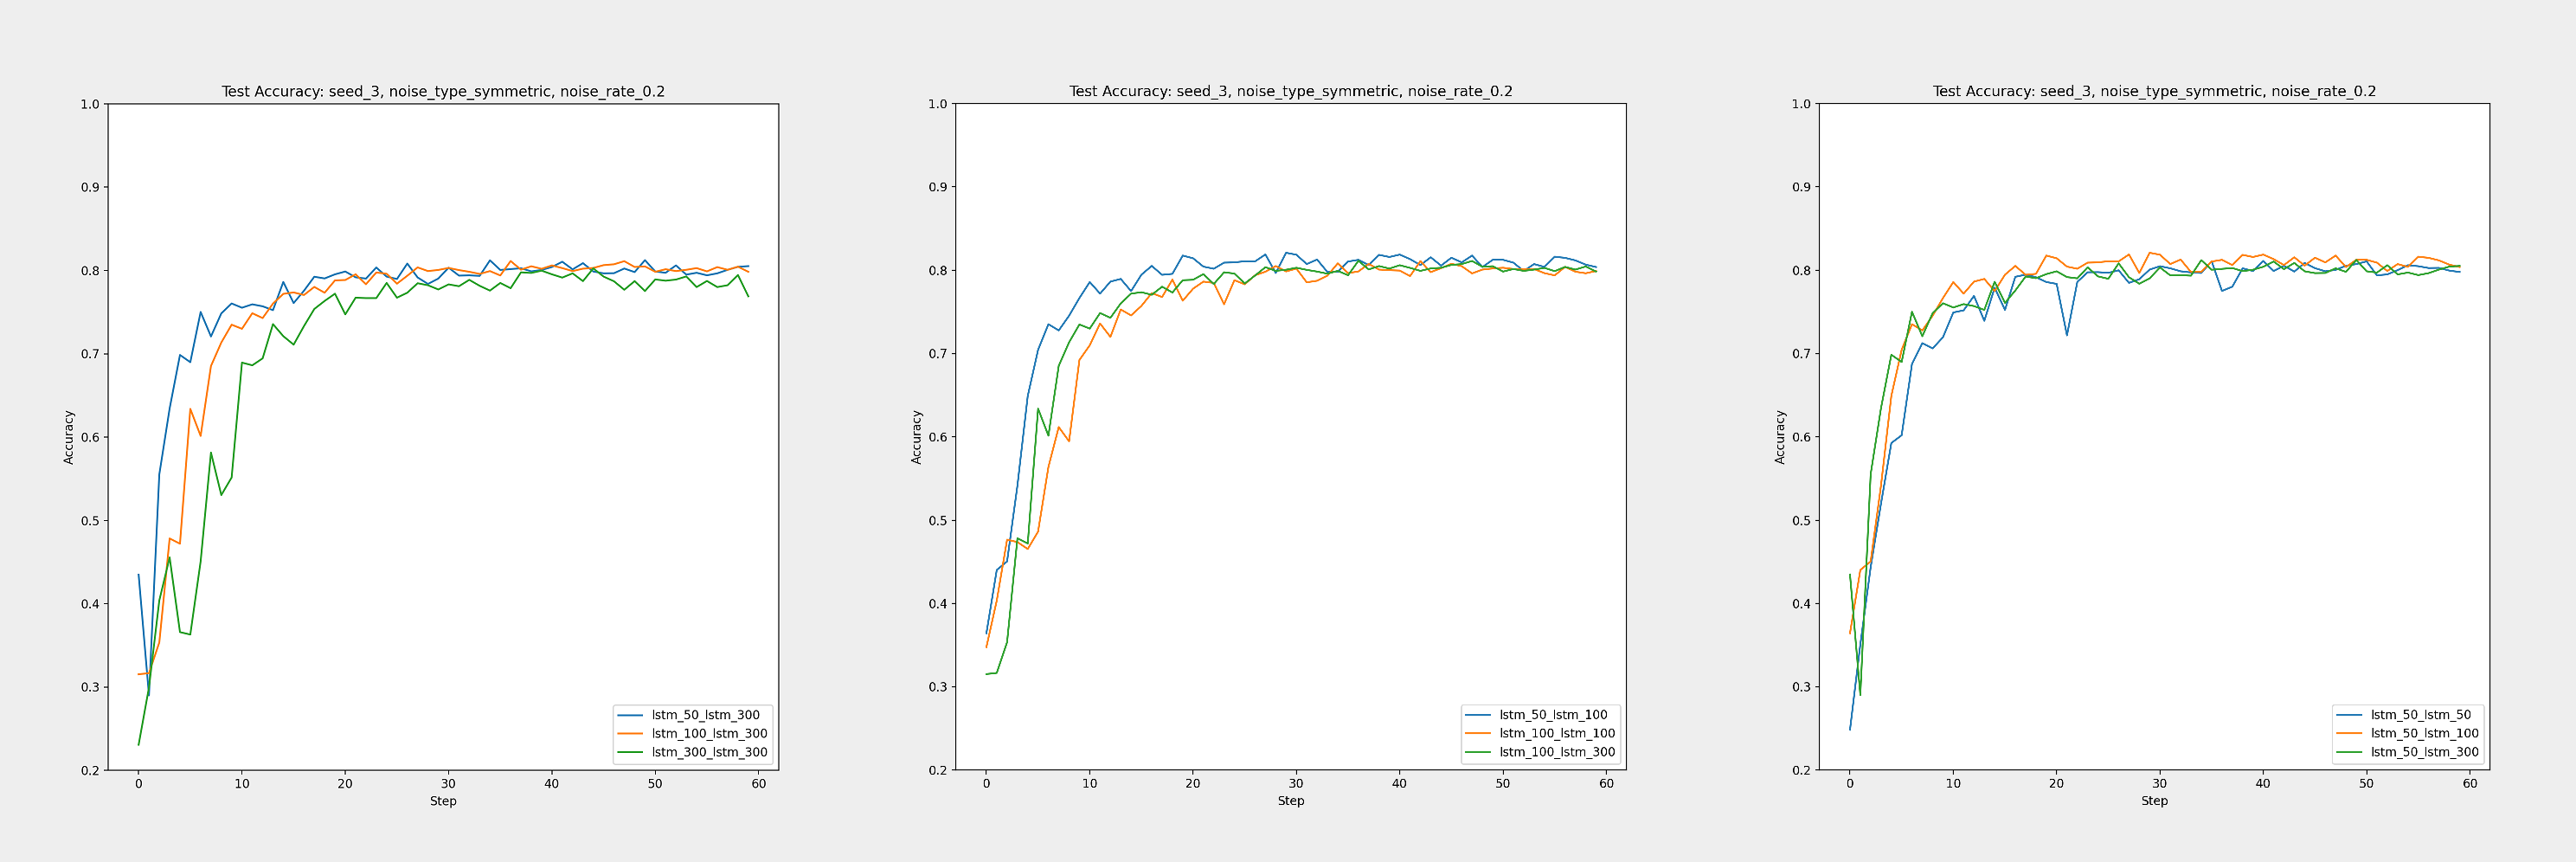 Test Accuracy: seed_3, noise_type_symmetric, noise_rate_0.2
1.0
0.9
0.8
0.7
0.6
0.5
0.4
0.3
0.2
Accuracy
0 10 20 30 40 50 60
Step
lstm_50_lstm_300
lstm_100_lstm_300
lstm_300_lstm_300
Test Accuracy: seed_3, noise_type_symmetric, noise_rate_0.2
1.0
0.9
0.8
0.7
0.6
0.5
0.4
0.3
0.2
Accuracy
0 10 20 30 40 50 60
Step
lstm_50_lstm_100
lstm_100_lstm_100
lstm_100_lstm_300
Test Accuracy: seed_3, noise_type_symmetric, noise_rate_0.2
1.0
0.9
0.8
0.7
0.6
0.5
0.4
0.3
0.2
Accuracy
0 10 20 30 40 50 60
Step
lstm_50_lstm_50
lstm_50_lstm_100
lstm_50_lstm_300